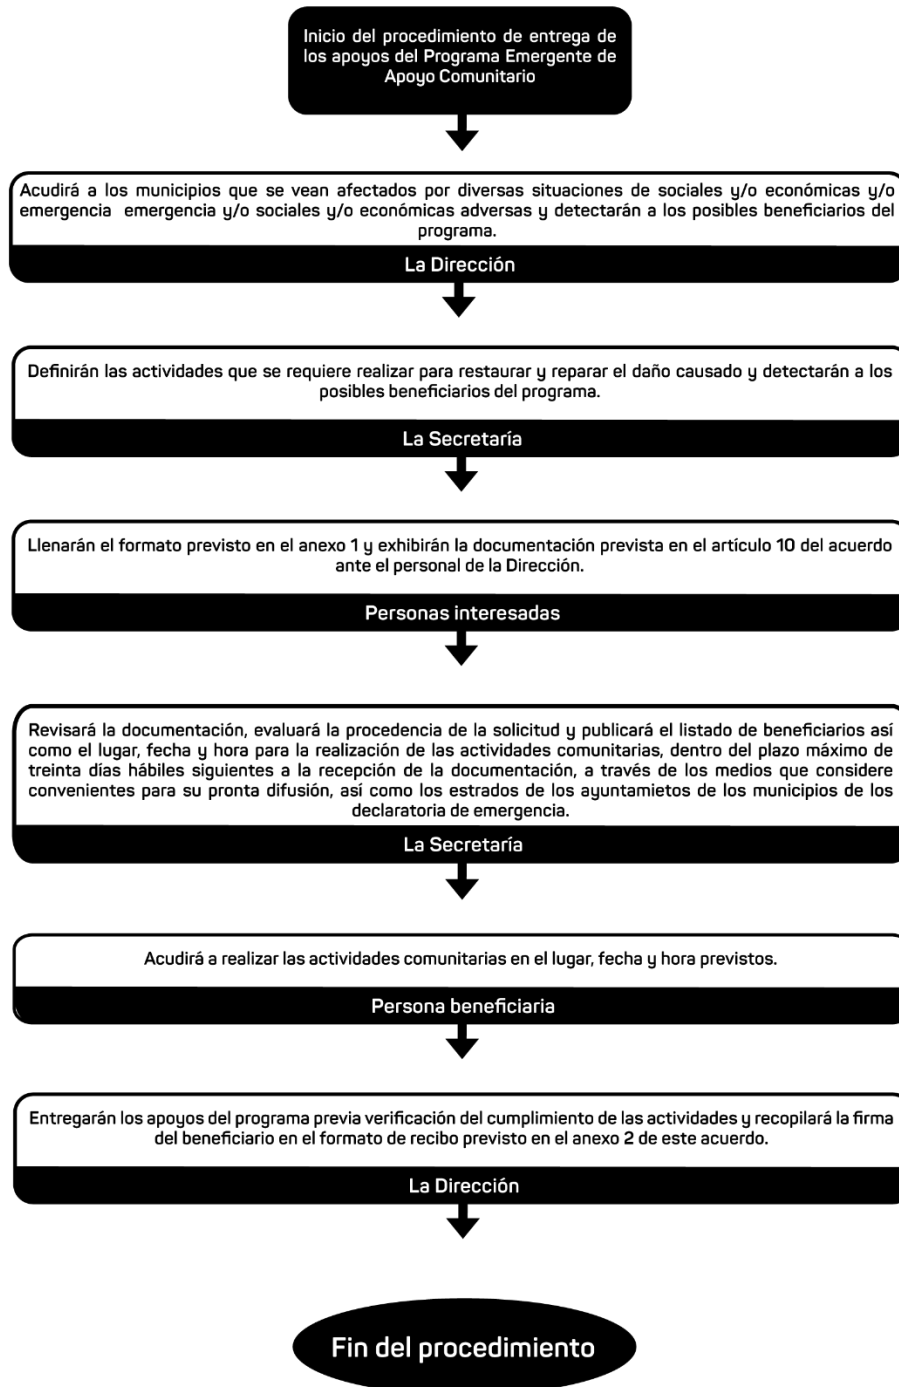 Inicio del procedimiento de entrega de
los apoyos del Programa Emergente de
Apoyo Comunitario
Acudirá a los municipios que se vean afectados por diversas situaciones de sociales y/o económicas y/o
emergencia emergencia y/o sociales y/o económicas adversas y detectarán a los posibles beneficiarios del
programa.
La Dirección
Definirán las actividades que se requiere realizar para restaurar y reparar el daño causado y detectarán a los
posibles beneficiarios del programa.
La Secretaría
Llenarán el formato previsto en el anexo 1 y exhibirán la documentación prevista en el artículo 10 del acuerdo
ante el personal de la Dirección.
Personas interesadas
Revisará la documentación, evaluará la procedencia de la solicitud y publicará el listado de beneficiarios así
como el lugar, fecha y hora para la realización de las actividades comunitarias, dentro del plazo máximo de
treinta días hábiles siguientes a la recepción de la documentación, a través de los medios que considere
convenientes para su pronta difusión, así como los estrados de los ayuntamietos de los municipios de los
declaratoria de emergencia.
La Secretaría
Acudirá a realizar las actividades comunitarias en el lugar, fecha y hora previstos.
Persona beneficiaria
Entregarán los apoyos del programa previa verificación del cumplimiento de las actividades y recopilará la firma
del beneficiario en el formato de recibo previsto en el anexo 2 de este acuerdo.
La Dirección
Fin del procedimiento